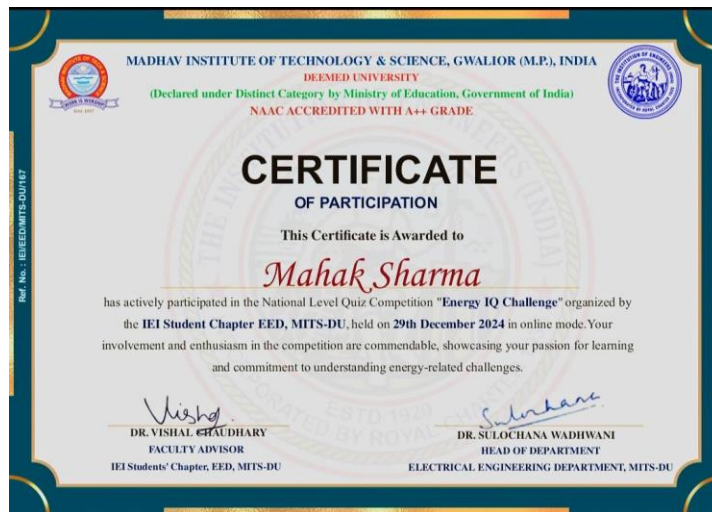 MADHAV INSTITUTE OF TECHNOLOGY & SCIENCE, GWALIOR (M.P.), INDIA
DEEMED UNIVERSITY
(Declared under Distinct Category by Ministry of Education, Government of India)
NAAC ACCREDITED WITH A++ GRADE
CERTIFICATE
OF PARTICIPATION
This Certificate is Awarded to
Mahak Sharma
has actively participated in the National Level Quiz Competition "Energy IQ Challenge" organized by
the IEI Student Chapter EED, MITS-DU, held on 29th December 2024 in online mode.Your
involvement and enthusiasm in the competition are commendable, showcasing your passion for learning
and commitment to understanding energy-related challenges.
Ref. No. : IEI/EED/MITS-DU/167
DR. VISHAL CHAUDHARY
FACULTY ADVISOR
IEI Students' Chapter, EED, MITS-DU
DR. SULOCHANA WADHWANI
HEAD OF DEPARTMENT
ELECTRICAL ENGINEERING DEPARTMENT, MITS-DU